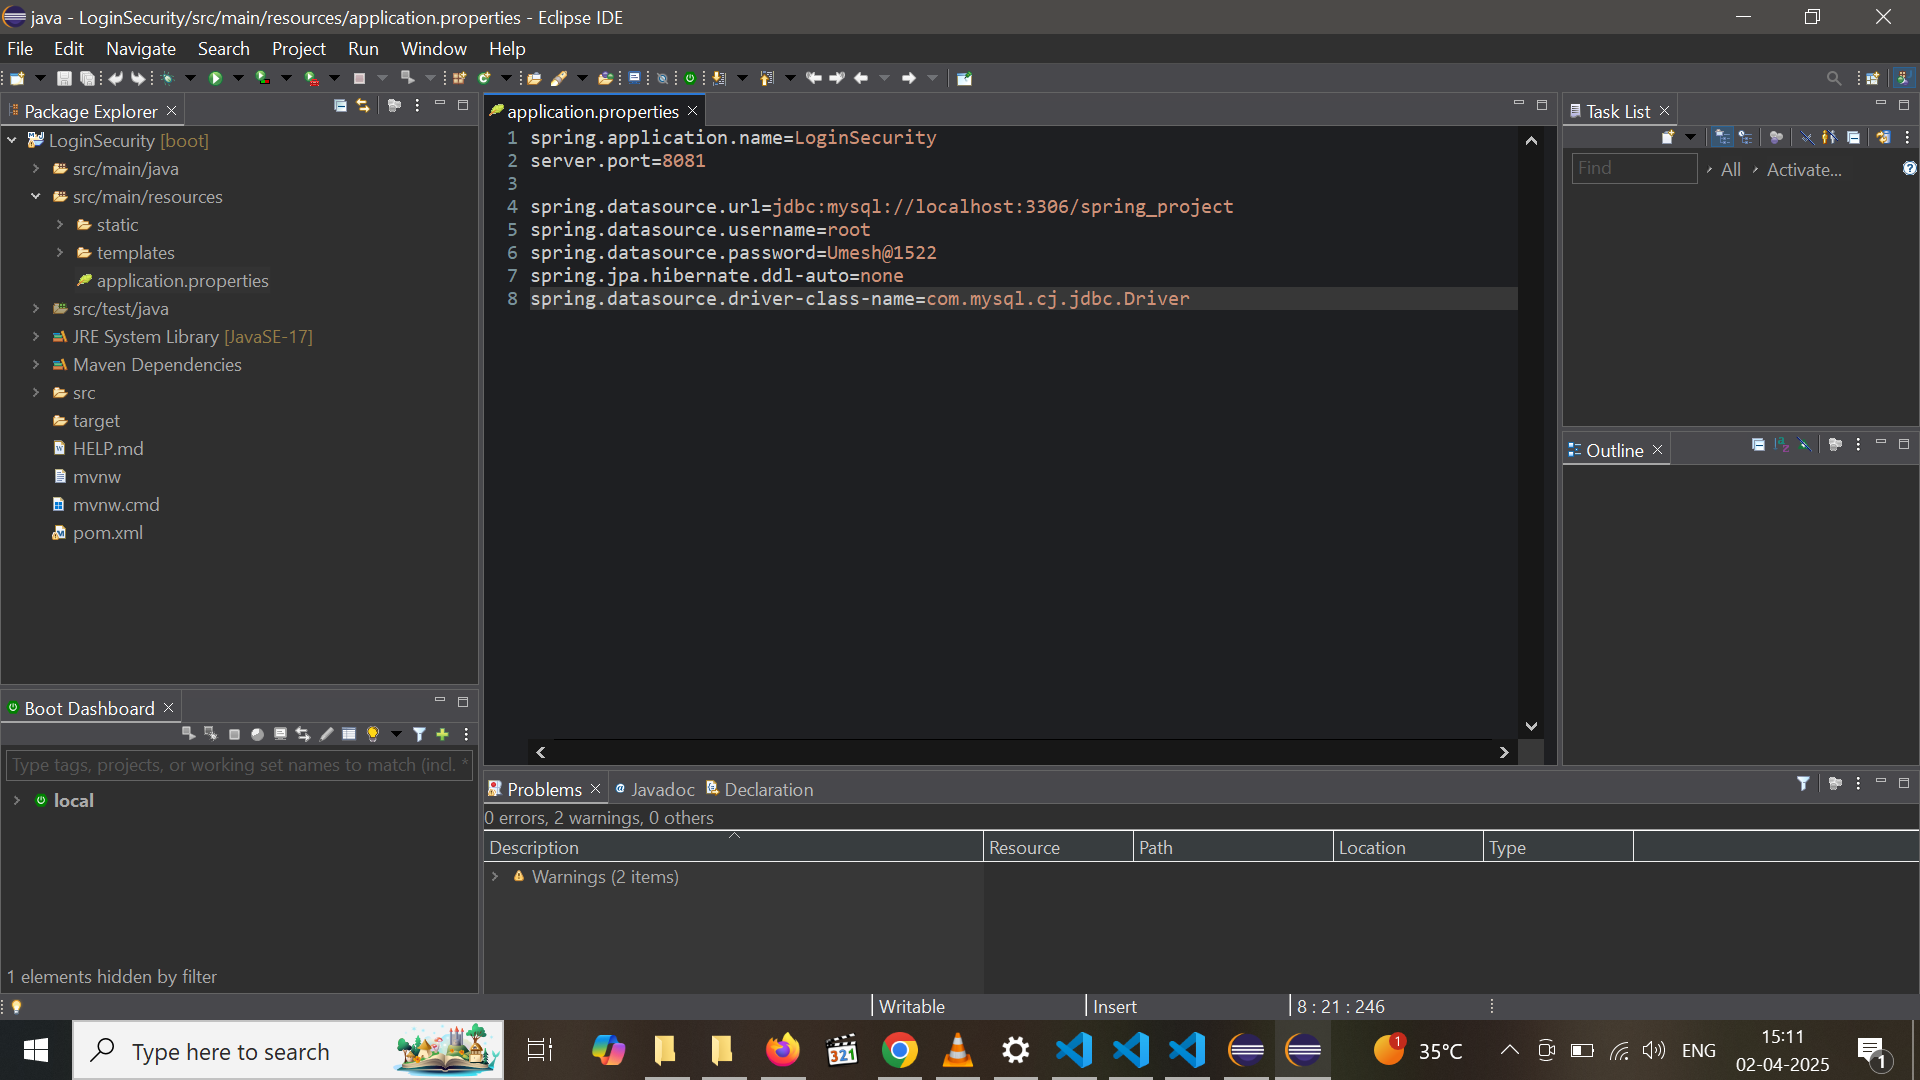 java - LoginSecurity/src/main/resources/application.properties - Eclipse IDE
File Edit Navigate Search Project Run Window Help
Package Explorer
LoginSecurity [boot]
src/main/java
src/main/resources
static
templates
application.properties
src/test/java
JRE System Library [JavaSE-17]
Maven Dependencies
src
target
HELP.md
mvnw
mvnw.cmd
pom.xml
application.properties
1 spring.application.name=LoginSecurity
2 server.port=8081
3
4 spring.datasource.url=jdbc:mysql://localhost:3306/spring_project
5 spring.datasource.username=root
6 spring.datasource.password=Umesh@1522
7 spring.jpa.hibernate.ddl-auto=none
8 spring.datasource.driver-class-name=com.mysql.cj.jdbc.Driver
Task List
Find All Activate...
Outline
Boot Dashboard
Type tags, projects, or working set names to match (incl. *
local
1 elements hidden by filter
Problems Javadoc Declaration
0 errors, 2 warnings, 0 others
Description Resource Path Location Type
Warnings (2 items)
Writable Insert 8 : 21 : 246
Type here to search
321
1
35°C
ENG
15:11
02-04-2025
1